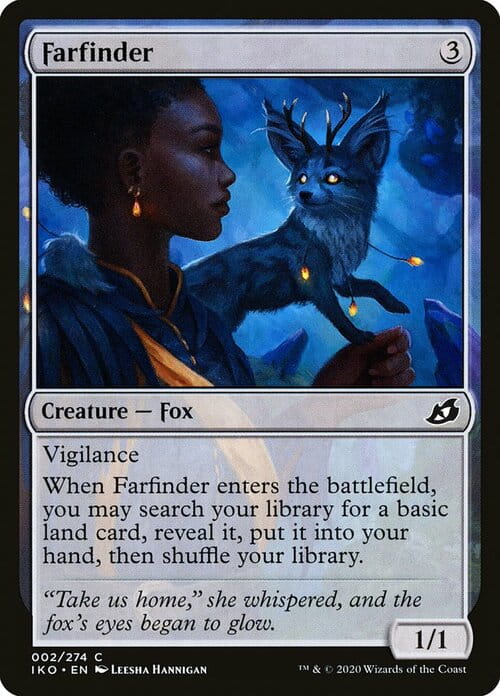 Farfinder 3
Creature — Fox
Vigilance
When Farfinder enters the battlefield,
you may search your library for a basic
land card, reveal it, put it into your
hand, then shuffle your library.
“Take us home,” she whispered, and the
fox’s eyes began to glow.
1/1
002/274 C
IKO • EN Leesha Hannigan
™ & © 2020 Wizards of the Coast